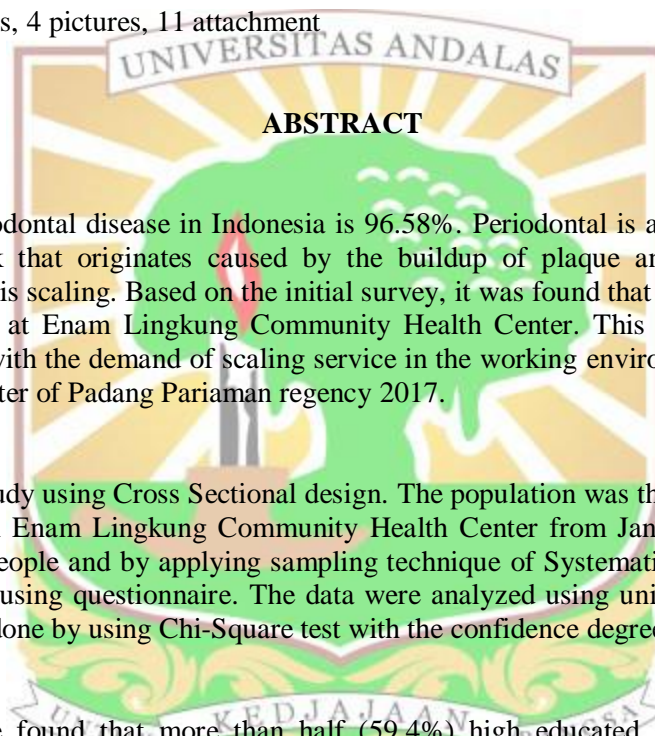 s, 4 pictures, 11 attachment
UNIVERSITAS ANDALAS
ABSTRACT
odontal disease in Indonesia is 96.58%. Periodontal is a
that originates caused by the buildup of plaque an
is scaling. Based on the initial survey, it was found that
at Enam Lingkung Community Health Center. This
with the demand of scaling service in the working enviro
ter of Padang Pariaman regency 2017.
udy using Cross Sectional design. The population was th
Enam Lingkung Community Health Center from Jan
eople and by applying sampling technique of Systemati
using questionnaire. The data were analyzed using uni
done by using Chi-Square test with the confidence degree
KEDJAJAAN
found that more than half (59.4%) high educated